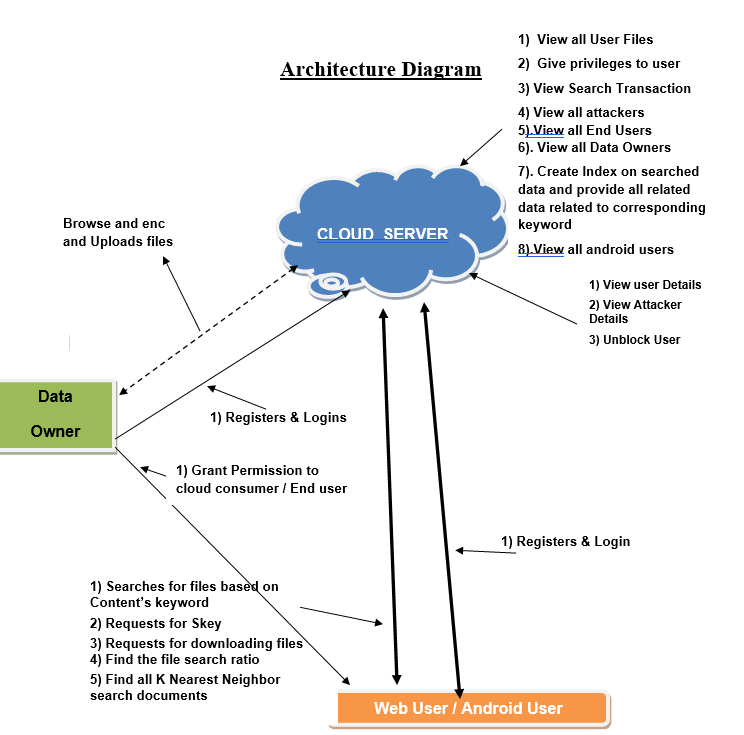 Architecture Diagram
1)  View all User Files
2)  Give privileges to user
3) View Search Transaction
4) View all attackers
5).View all End Users
6). View all Data Owners
7). Create Index on searched
data and provide all related
data related to corresponding
keyword
8).View all android users
CLOUD  SERVER
Browse and enc
and Uploads files
1) View user Details
2) View Attacker
Details
3) Unblock User
Data
Owner
1) Registers & Logins
1) Grant Permission to
cloud consumer / End user
1) Registers & Login
1) Searches for files based on
Content’s keyword
2) Requests for Skey
3) Requests for downloading files
4) Find the file search ratio
5) Find all K Nearest Neighbor
search documents
Web User / Android User